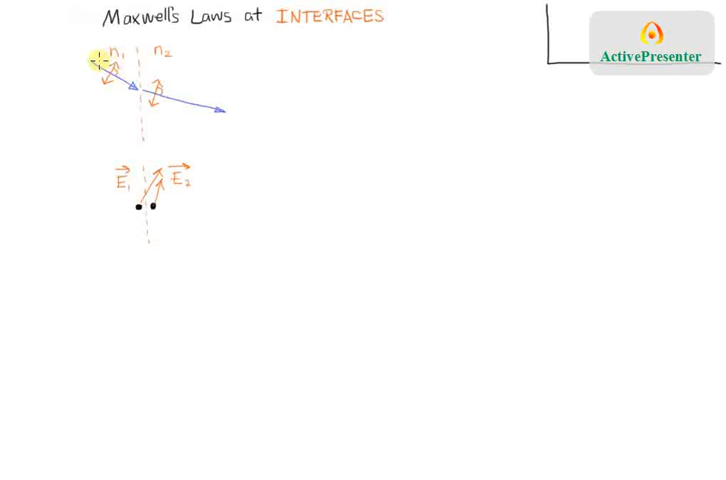 Maxwell's Laws at INTERFACES
ActivePresenter
n₁ n₂
E₁ E₂